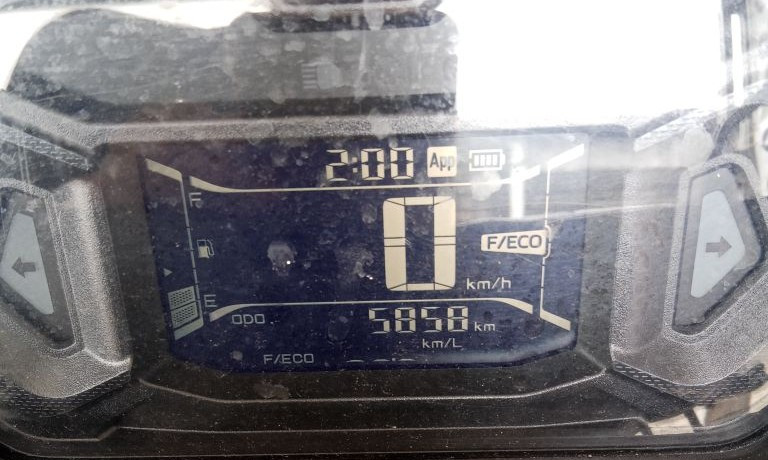 2:00 App
F
0
F/ECO
km/h
E
ODO 5858 km
km/L
F/ECO --.-